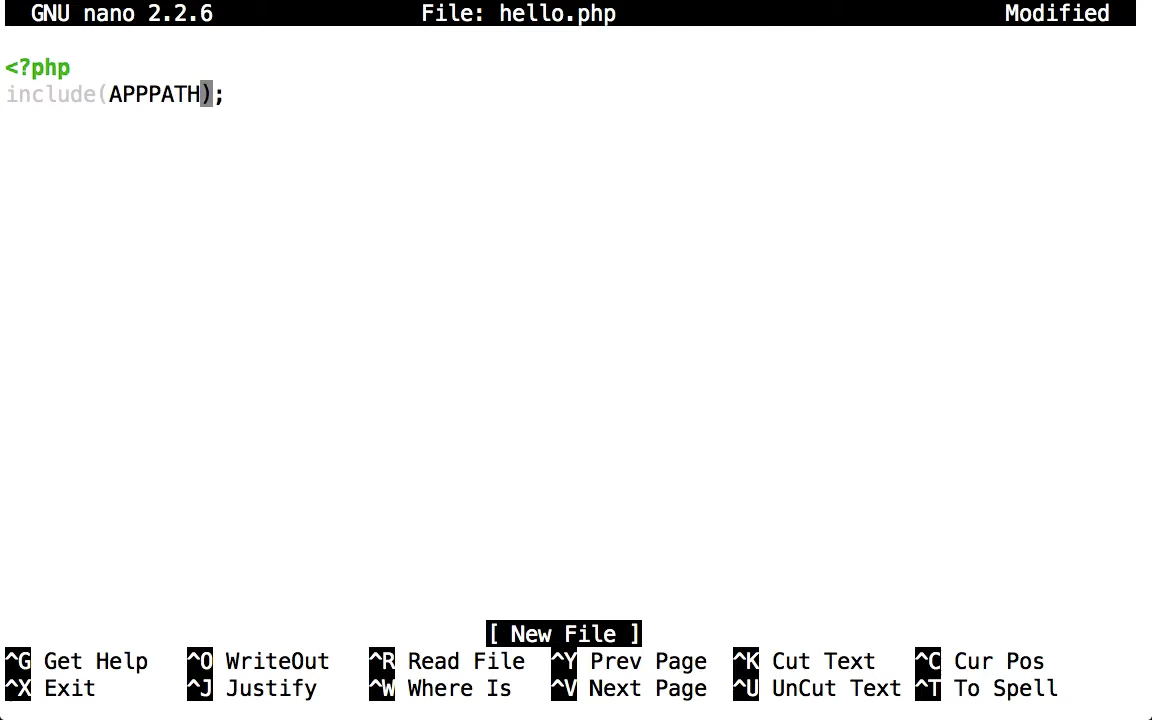 GNU nano 2.2.6 File: hello.php Modified
<?php
include(APPPATH);
[ New File ]
^G Get Help ^O WriteOut ^R Read File ^Y Prev Page ^K Cut Text ^C Cur Pos
^X Exit ^J Justify ^W Where Is ^V Next Page ^U UnCut Text ^T To Spell